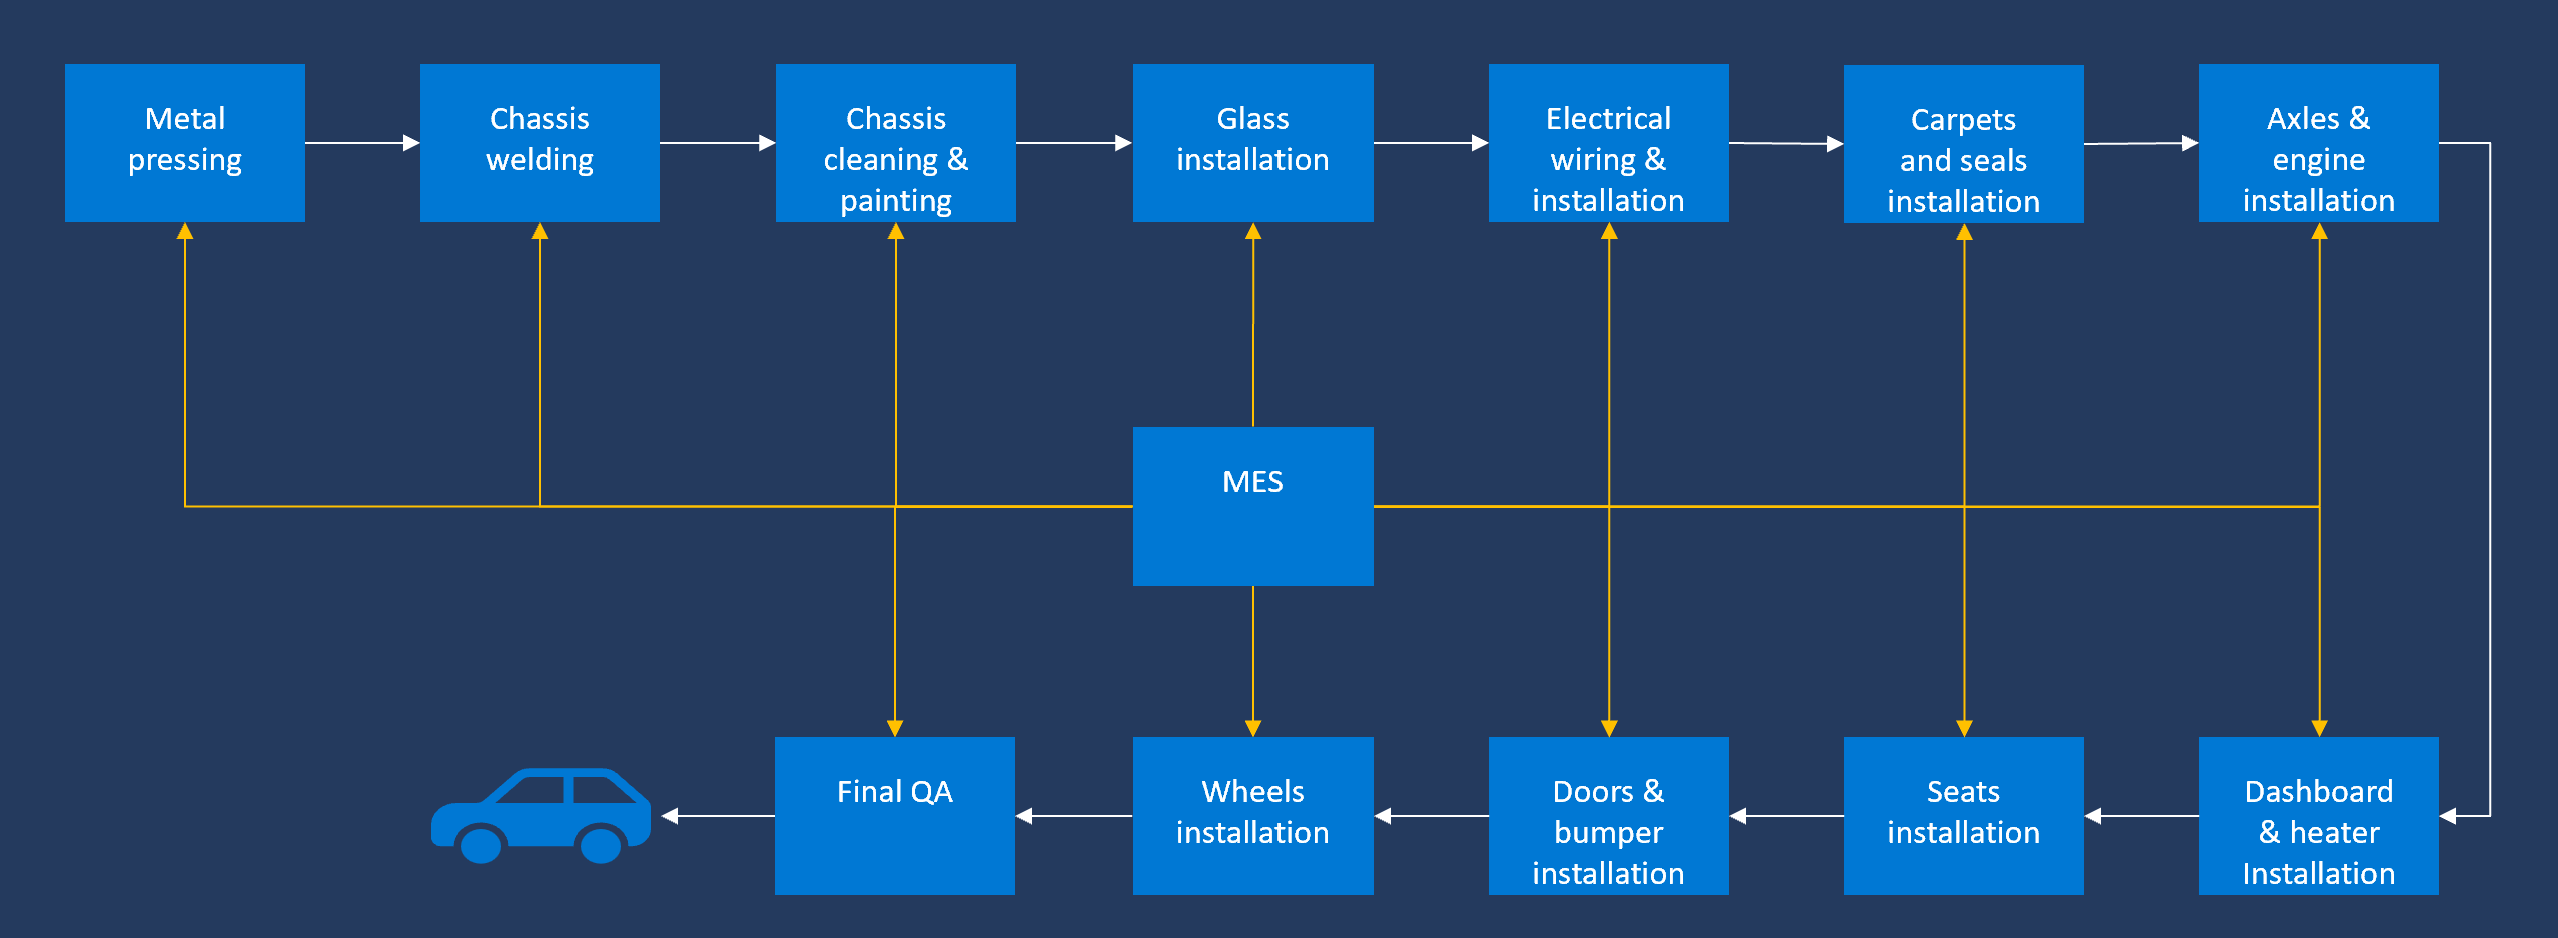 Metal
pressing
Chassis
welding
Chassis
cleaning &
painting
Glass
installation
Electrical
wiring &
installation
Carpets
and seals
installation
Axles &
engine
installation
MES
Final QA
Wheels
installation
Doors &
bumper
installation
Seats
installation
Dashboard
& heater
Installation